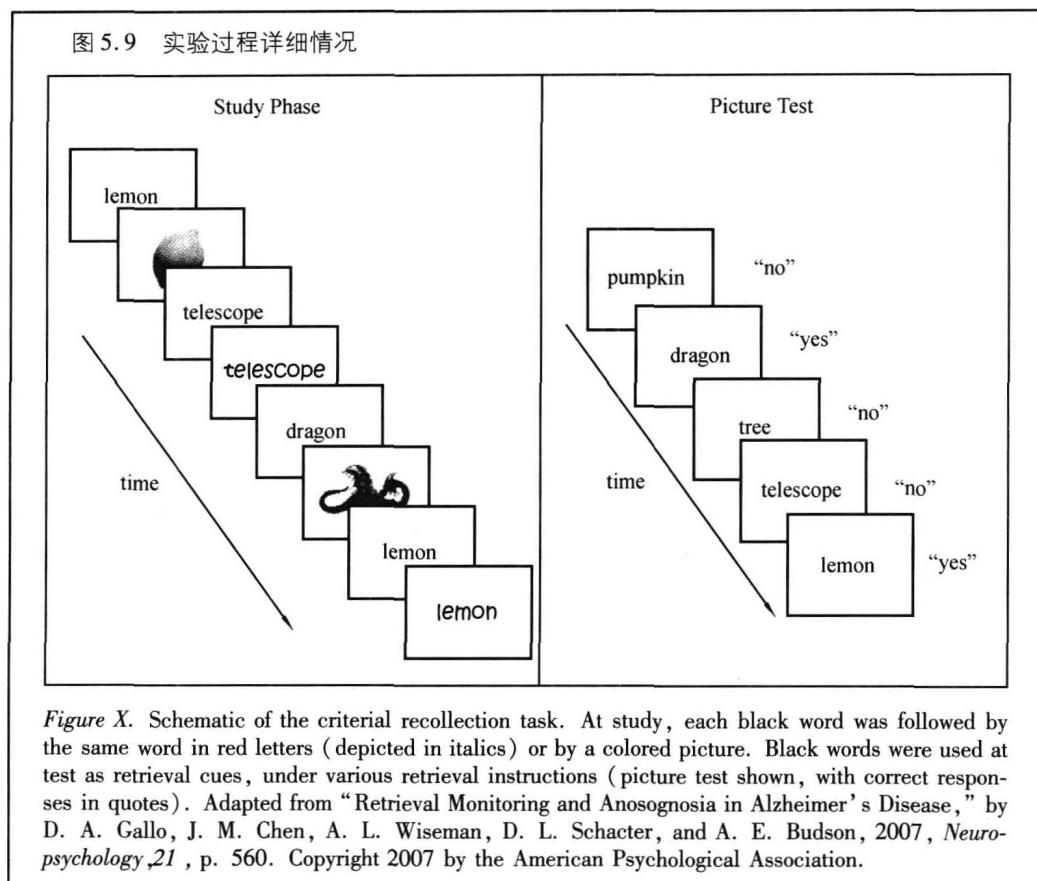 图 5.9 实验过程详细情况
Study Phase
lemon
telescope
telescope
dragon
lemon
lemon
time
Picture Test
pumpkin
"no"
dragon
"yes"
tree
"no"
telescope
"no"
lemon
"yes"
time
Figure X. Schematic of the criterial recollection task. At study, each black word was followed by
the same word in red letters (depicted in italics) or by a colored picture. Black words were used at
test as retrieval cues, under various retrieval instructions (picture test shown, with correct respon-
ses in quotes). Adapted from "Retrieval Monitoring and Anosognosia in Alzheimer's Disease," by
D. A. Gallo, J. M. Chen, A. L. Wiseman, D. L. Schacter, and A. E. Budson, 2007, Neuro-
psychology,21 , p. 560. Copyright 2007 by the American Psychological Association.